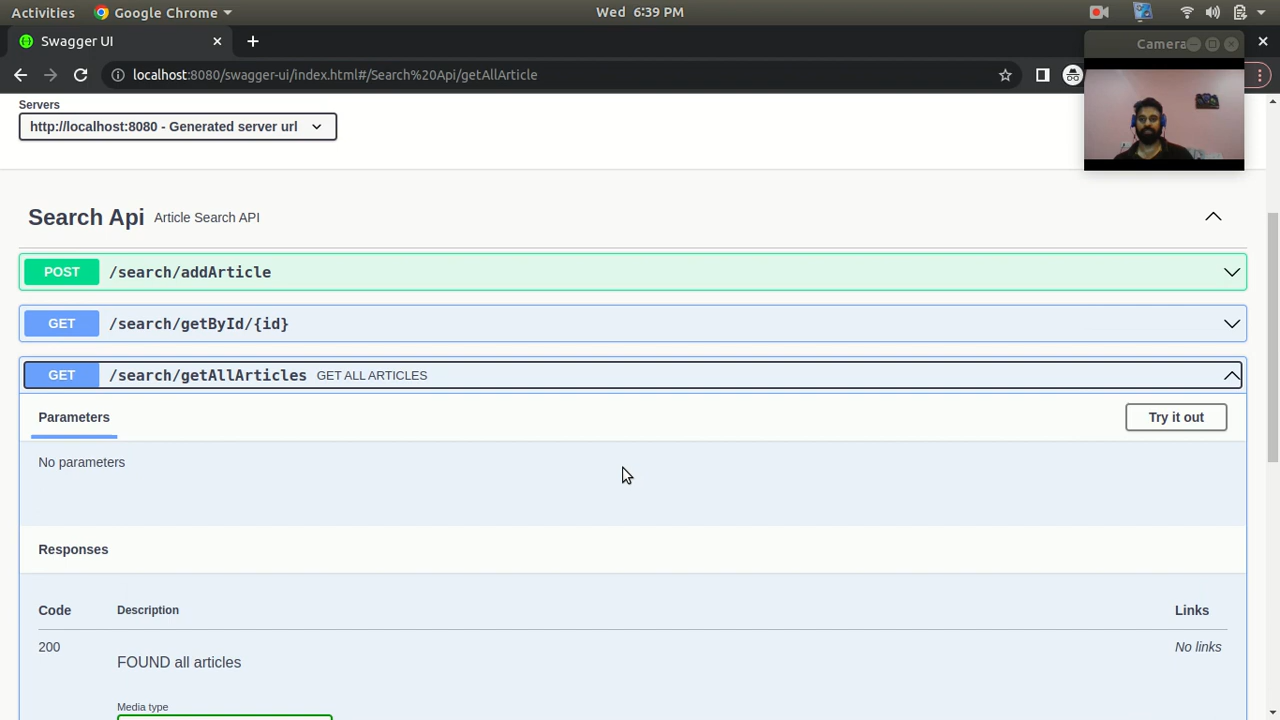 Activities Google Chrome Wed 6:39 PM
Swagger UI
Camera
localhost:8080/swagger-ui/index.html#/Search%20Api/getAllArticle
Servers
http://localhost:8080 - Generated server url
Search Api Article Search API
POST /search/addArticle
GET /search/getById/{id}
GET /search/getAllArticles GET ALL ARTICLES
Parameters Try it out
No parameters
Responses
Code Description Links
200 No links
FOUND all articles
Media type